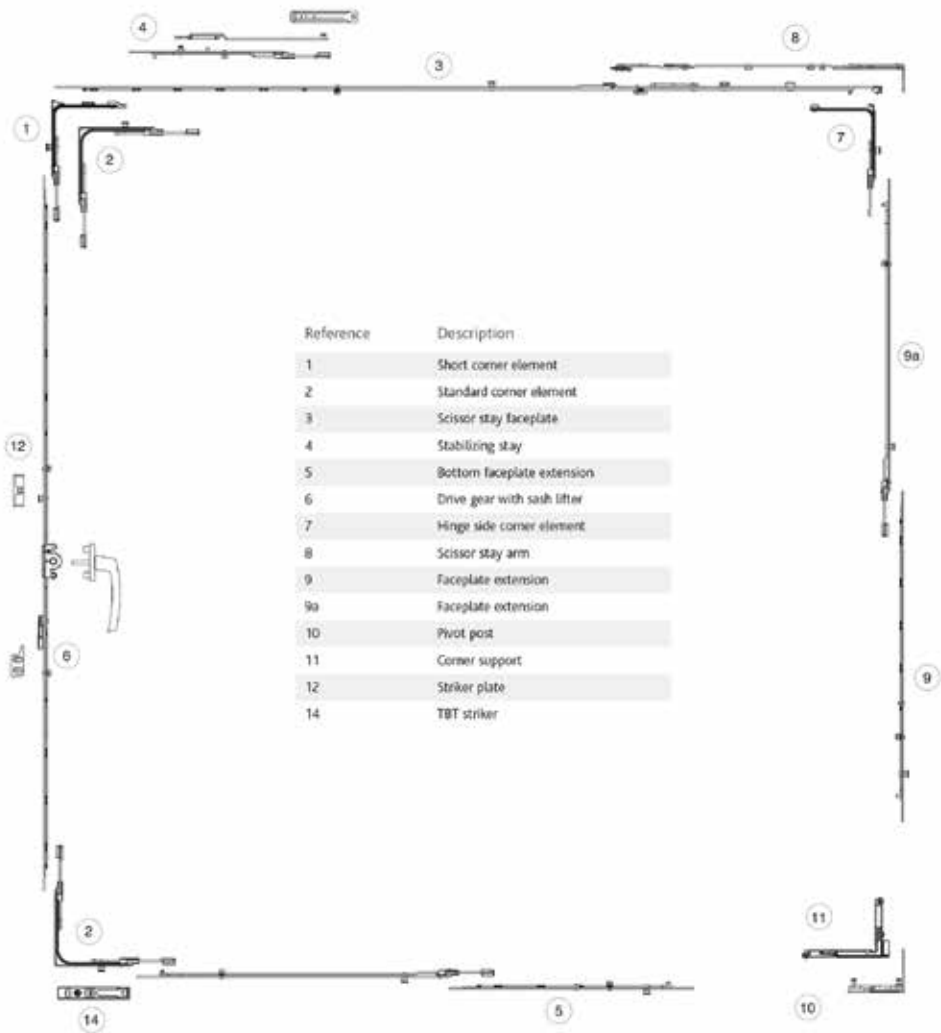 4
8
3
1
2
7
Reference Description
1 Short corner element
9a
2 Standard corner element
3 Scissor stay faceplate
4 Stabilizing stay
12
5 Bottom faceplate extension
6 Drive gear with sash lifter
7 Hinge side corner element
8 Scissor stay arm
9 Faceplate extension
9a Faceplate extension
10 Pivot post
6
11 Corner support
9
12 Striker plate
14 TBT striker
11
2
10
5
14